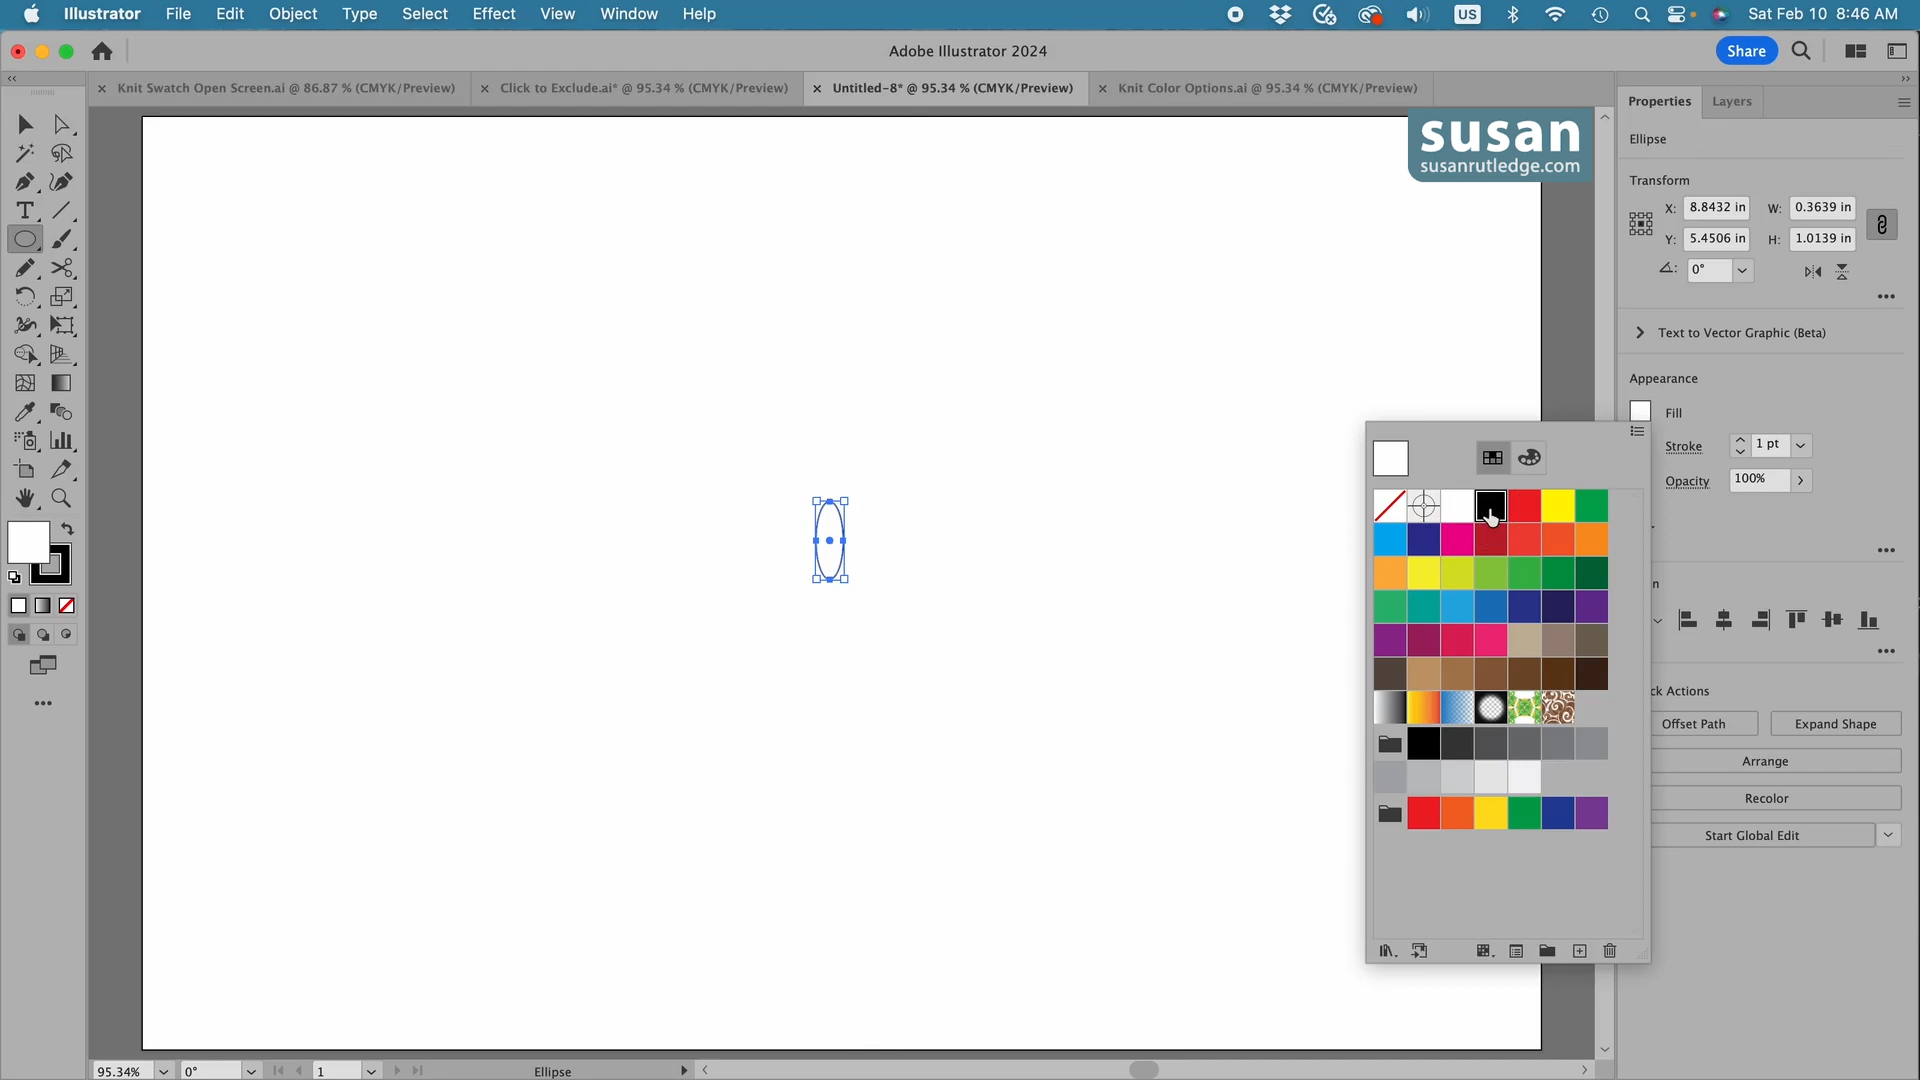 Illustrator File Edit Object Type Select Effect View Window Help US Sat Feb 10 8:46 AM
Adobe Illustrator 2024 Share
Knit Swatch Open Screen.ai @ 86.87 % (CMYK/Preview) Click to Exclude.ai* @ 95.34 % (CMYK/Preview) Untitled-8* @ 95.34 % (CMYK/Preview) Knit Color Options.ai @ 95.34 % (CMYK/Preview)
Properties Layers
susan
susanrutledge.com
Ellipse
Transform
X: 8.8432 in W: 0.3639 in
Y: 5.4506 in H: 1.0139 in
0°
Text to Vector Graphic (Beta)
Appearance
Fill
Stroke 1 pt
Opacity 100%
n
ck Actions
Offset Path Expand Shape
Arrange
Recolor
Start Global Edit
95.34% 0° 1 Ellipse